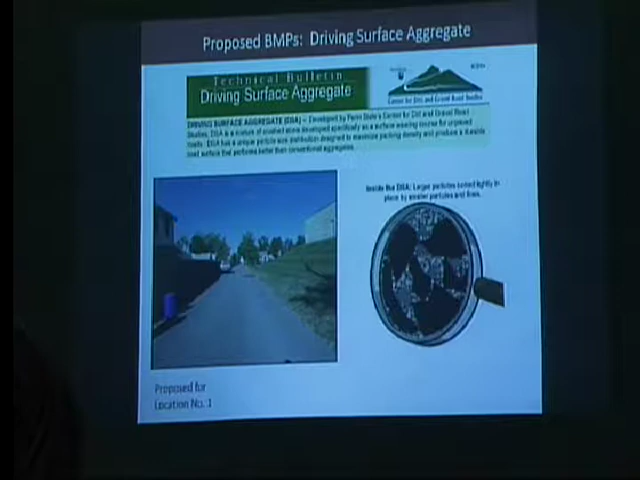 Proposed BMPs: Driving Surface Aggregate
Technical Bulletin
Driving Surface Aggregate
Center for Dirt and Gravel Road Studies
DRIVING SURFACE AGGREGATE (DSA) – Developed by Penn State's Center for Dirt and Gravel Road
Studies, DSA is a mixture of crushed stone developed specifically as a surface wearing course for unpaved
roads. DSA has a unique particle size distribution designed to maximize packing density and produce a durable
road surface that performs better than conventional aggregates.
Inside the DSA: Larger particles locked tightly in
place by smaller particles and fines.
Proposed for
Location No. 1